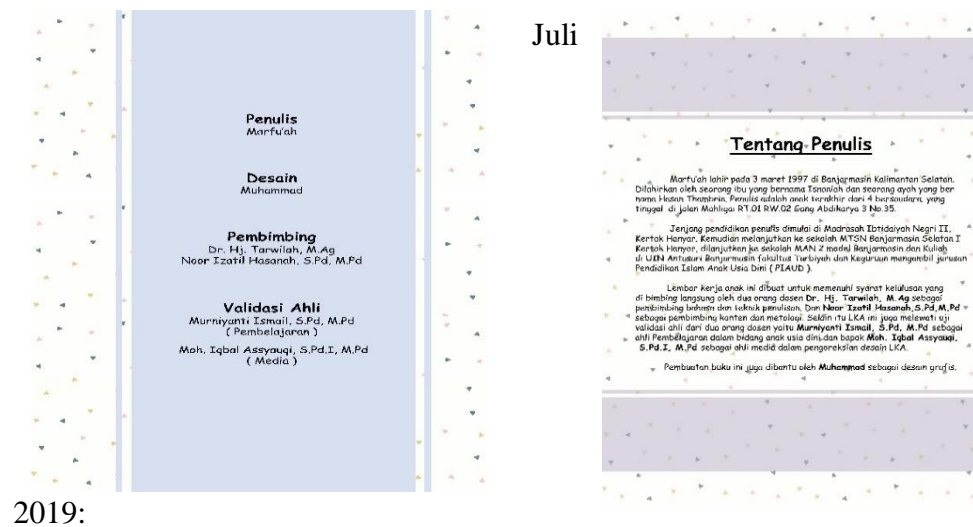 Juli
Penulis
Marfu'ah
Desain
Muhammad
Pembimbing
Dr. Hj. Tarwilah, M.Ag
Noor Izatil Hasanah, S.Pd, M.Pd
Validasi Ahli
Murniyanti Ismail, S.Pd, M.Pd
( Pembelajaran )
Moh. Iqbal Assyauqi, S.Pd.I, M.Pd
( Media )
Tentang Penulis
Marfu'ah lahir pada 3 maret 1997 di Banjarmasin Kalimantan Selatan.
Dilahirkan oleh seorang ibu yang bernama Isnaniah dan seorang ayah yang ber
nama Hasan Thambrin. Penulis adalah anak terakhir dari 4 bersaudara, yang
tinggal di jalan Mahligai RT.01 RW.02 Gang Abdikarya 3 No.35.
Jenjang pendidikan penulis dimulai di Madrasah Ibtidaiyah Negri II,
Kertak Hanyar. Kemudian melanjutkan ke sekolah MTSN Banjarmasin Selatan I
Kertak Hanyar, dilanjutkan ke sekolah MAN 2 model Banjarmasin dan Kuliah
di UIN Antasari Banjarmasin fakultas Tarbiyah dan Keguruan mengambil jurusan
Pendidikan Islam Anak Usia Dini ( PIAUD ).
Lembar Kerja anak ini dibuat untuk memenuhi syarat kelulusan yang
di bimbing langsung oleh dua orang dosen Dr. Hj. Tarwilah, M.Ag sebagai
pembimbing bahasa dan teknik penulisan. Dan Noor Izatil Hasanah,S.Pd,M.Pd
sebagai pembimbing konten dan metologi. Selain itu LKA ini juga melewati uji
validasi ahli dari dua orang dosen yaitu Murniyanti Ismail, S.Pd, M.Pd sebagai
ahli Pembelajaran dalam bidang anak usia dini.dan bapak Moh. Iqbal Assyauqi,
S.Pd.I, M.Pd sebagai ahli media dalam pengoreksian desain LKA.
Pembuatan buku ini juga dibantu oleh Muhammad sebagai desain grafis.
2019: